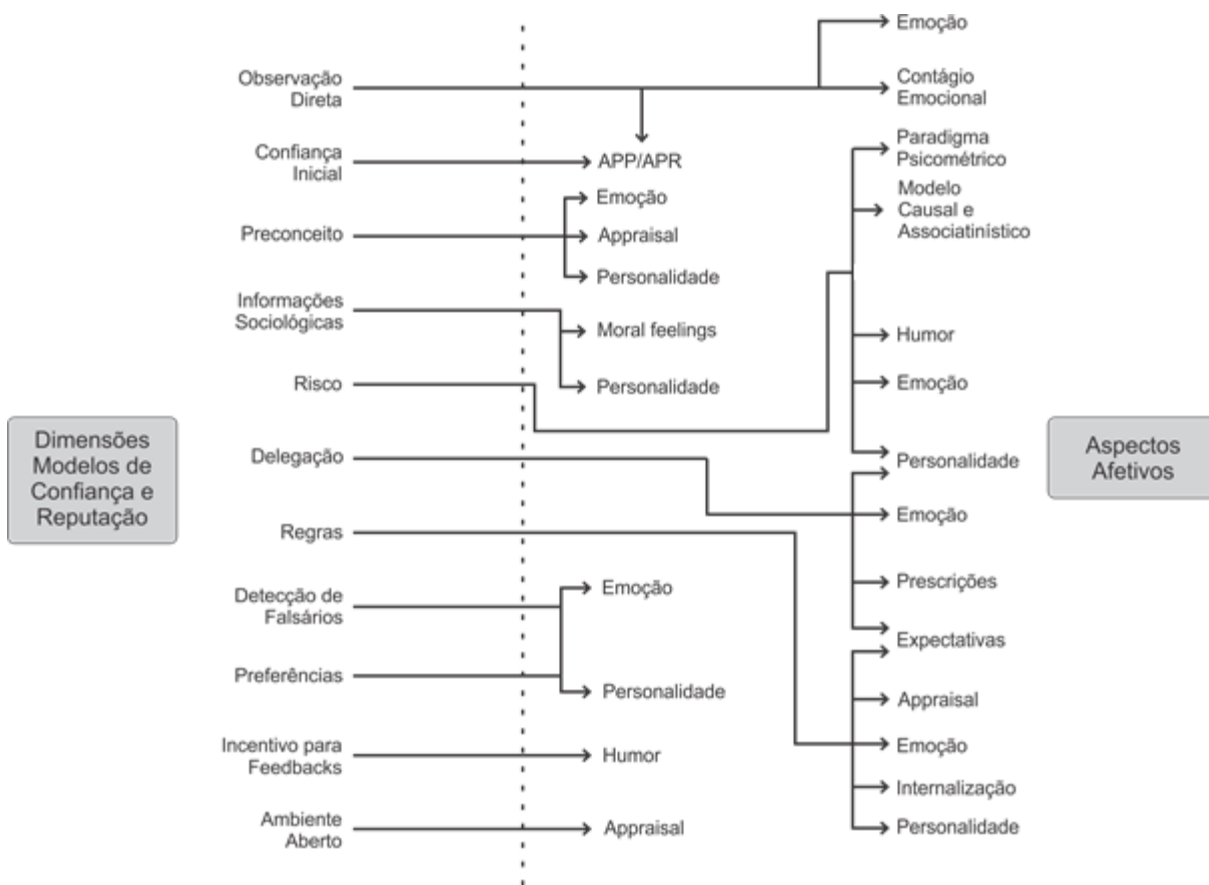 Dimensões
Modelos de
Confiança e
Reputação
Observação
Direta
Confiança
Inicial
Preconceito
Informações
Sociológicas
Risco
Delegação
Regras
Detecção de
Falsários
Preferências
Incentivo para
Feedbacks
Ambiente
Aberto
APP/APR
Emoção
Appraisal
Personalidade
Moral feelings
Personalidade
Emoção
Personalidade
Humor
Appraisal
Emoção
Contágio
Emocional
Paradigma
Psicométrico
Modelo
Causal e
Associatinístico
Humor
Emoção
Personalidade
Emoção
Prescrições
Expectativas
Appraisal
Emoção
Internalização
Personalidade
Aspectos
Afetivos